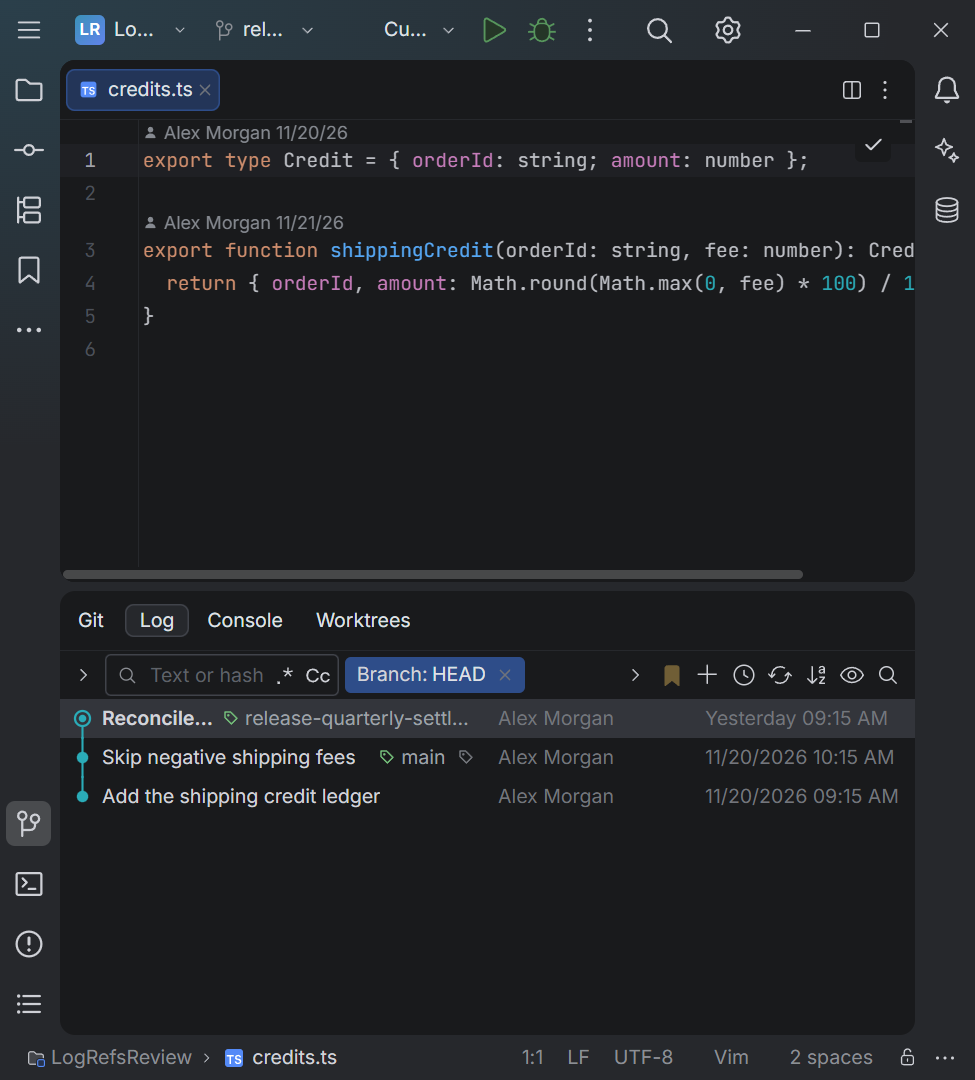 LR Lo... rel... Cu...
TS credits.ts
Alex Morgan 11/20/26
1 export type Credit = { orderId: string; amount: number };
2
Alex Morgan 11/21/26
3 export function shippingCredit(orderId: string, fee: number): Cred
4 return { orderId, amount: Math.round(Math.max(0, fee) * 100) / 1
5 }
6
Git Log Console Worktrees
Text or hash .* Cc Branch: HEAD
Reconcile... release-quarterly-settl... Alex Morgan Yesterday 09:15 AM
Skip negative shipping fees main Alex Morgan 11/20/2026 10:15 AM
Add the shipping credit ledger Alex Morgan 11/20/2026 09:15 AM
LogRefsReview TS credits.ts 1:1 LF UTF-8 Vim 2 spaces